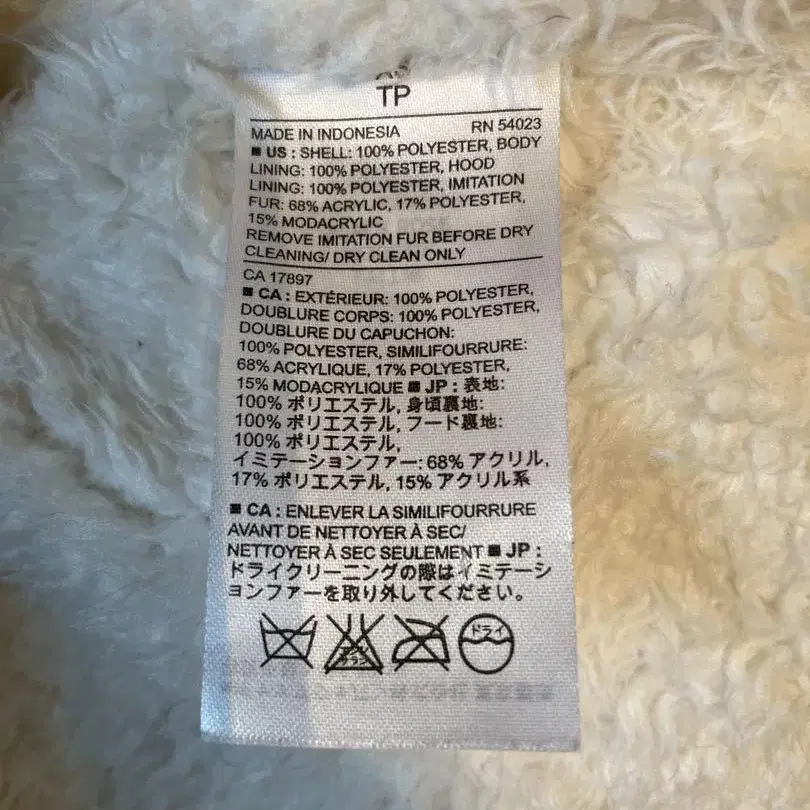 TP
MADE IN INDONESIA RN 54023
■ US : SHELL: 100% POLYESTER, BODY
LINING: 100% POLYESTER, HOOD
LINING: 100% POLYESTER, IMITATION
FUR: 68% ACRYLIC, 17% POLYESTER,
15% MODACRYLIC
REMOVE IMITATION FUR BEFORE DRY
CLEANING/ DRY CLEAN ONLY
CA 17897
■ CA : EXTÉRIEUR: 100% POLYESTER,
DOUBLURE CORPS: 100% POLYESTER,
DOUBLURE DU CAPUCHON:
100% POLYESTER, SIMILIFOURRURE:
68% ACRYLIQUE, 17% POLYESTER,
15% MODACRYLIQUE ■ JP : 表地:
100% ポリエステル, 身頃裏地:
100% ポリエステル, フード裏地:
100% ポリエステル,
イミテーションファー: 68% アクリル,
17% ポリエステル, 15% アクリル系
■ CA : ENLEVER LA SIMILIFOURRURE
AVANT DE NETTOYER À SEC/
NETTOYER À SEC SEULEMENT ■ JP :
ドライクリーニングの際はイミテーシ
ョンファーを取り外してください。
エンソ
サラシ
ドライ